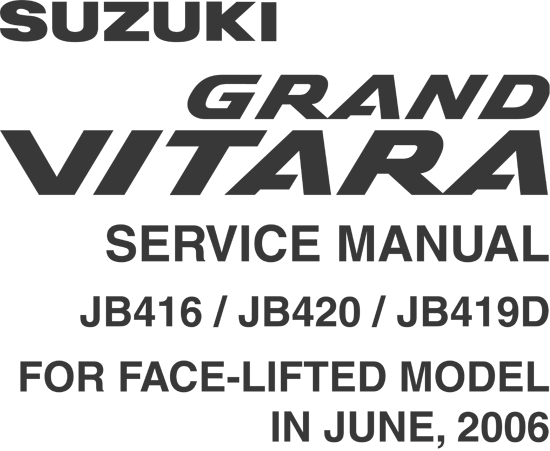 SUZUKI
GRAND
VITARA
SERVICE MANUAL
JB416 / JB420 / JB419D
FOR FACE-LIFTED MODEL
IN JUNE, 2006